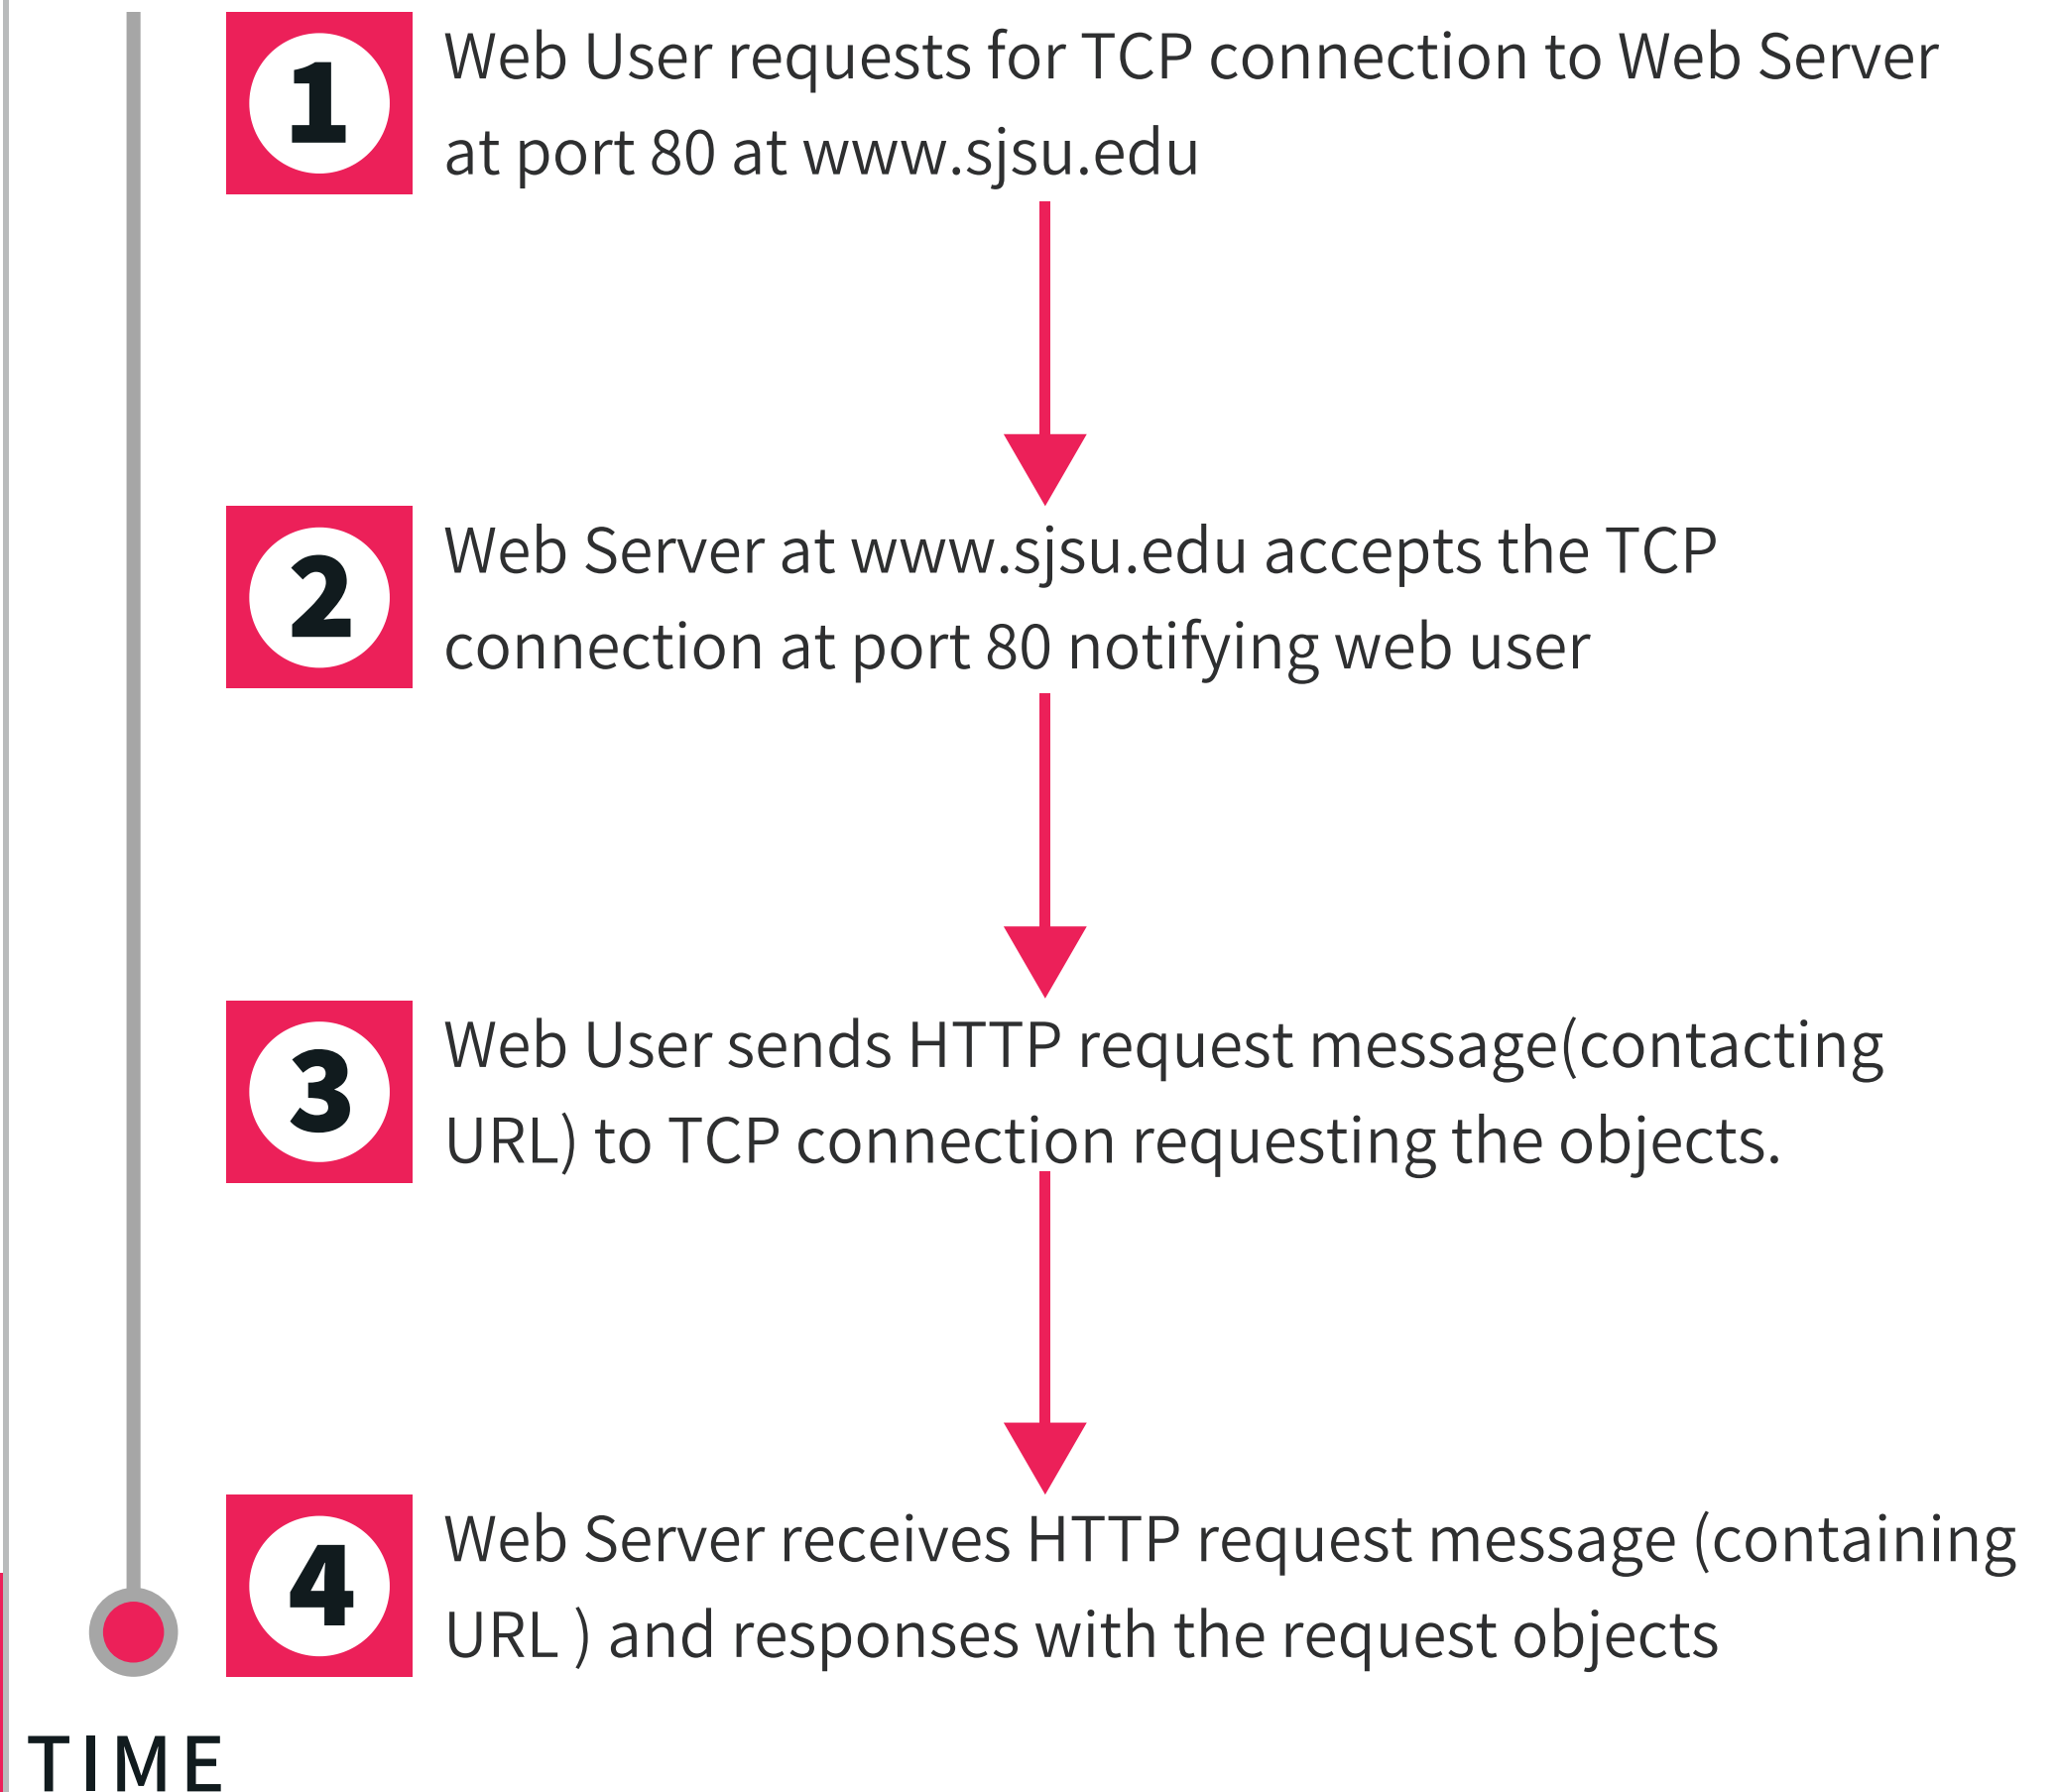 1
Web User requests for TCP connection to Web Server
at port 80 at www.sjsu.edu
2
Web Server at www.sjsu.edu accepts the TCP
connection at port 80 notifying web user
3
Web User sends HTTP request message(contacting
URL) to TCP connection requesting the objects.
4
Web Server receives HTTP request message (containing
URL ) and responses with the request objects
TIME